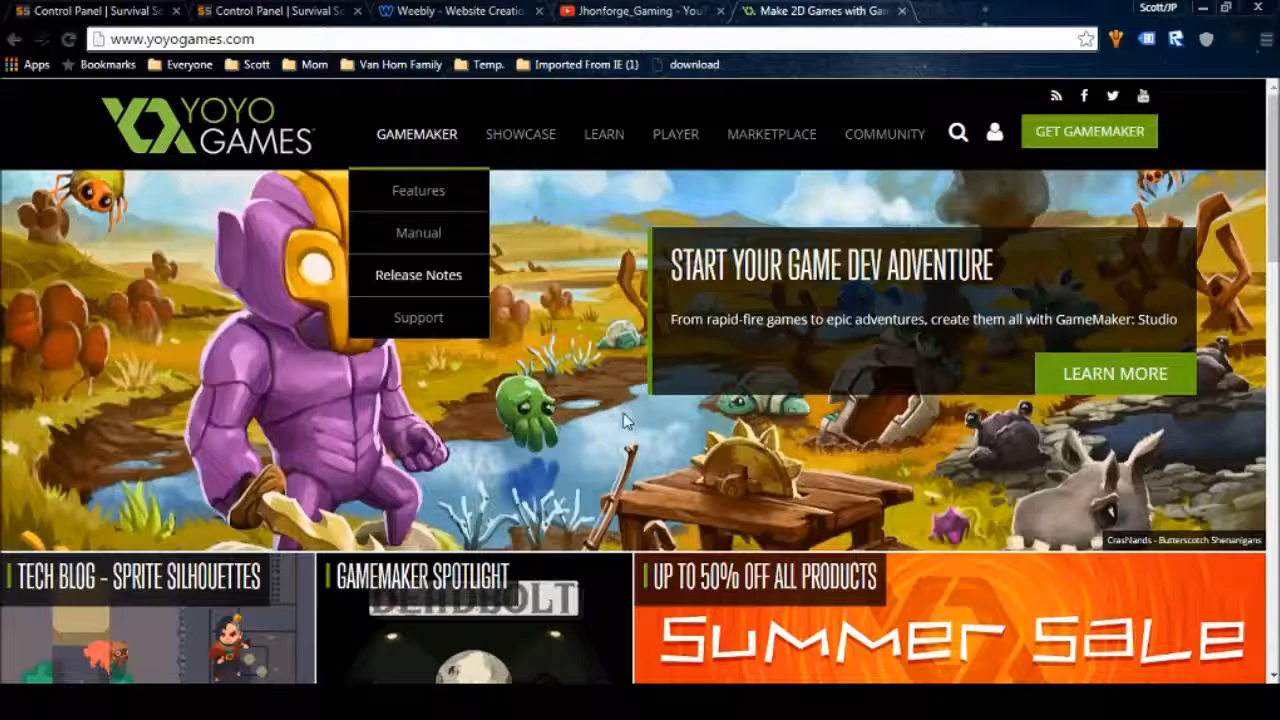 Control Panel | Survival Se
Control Panel | Survival Se
Weebly - Website Creatio
Jhonforge_Gaming - You
Make 2D Games with Gam
Scott/JP
www.yoyogames.com
Apps
Bookmarks
Everyone
Scott
Mom
Van Horn Family
Temp.
Imported From IE (1)
download
YOYO
GAMES
GAMEMAKER
SHOWCASE
LEARN
PLAYER
MARKETPLACE
COMMUNITY
GET GAMEMAKER
Features
Manual
Release Notes
Support
START YOUR GAME DEV ADVENTURE
From rapid-fire games to epic adventures, create them all with GameMaker: Studio
LEARN MORE
Crashlands - Butterscotch Shenanigans
TECH BLOG - SPRITE SILHOUETTES
GAMEMAKER SPOTLIGHT
DEADBOLT
UP TO 50% OFF ALL PRODUCTS
SUMMER SALE